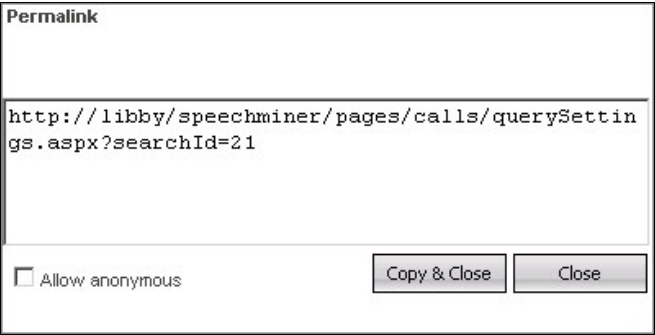 Permalink
http://libby/speechminer/pages/calls/querySettin
gs.aspx?searchId=21
Allow anonymous
Copy & Close
Close